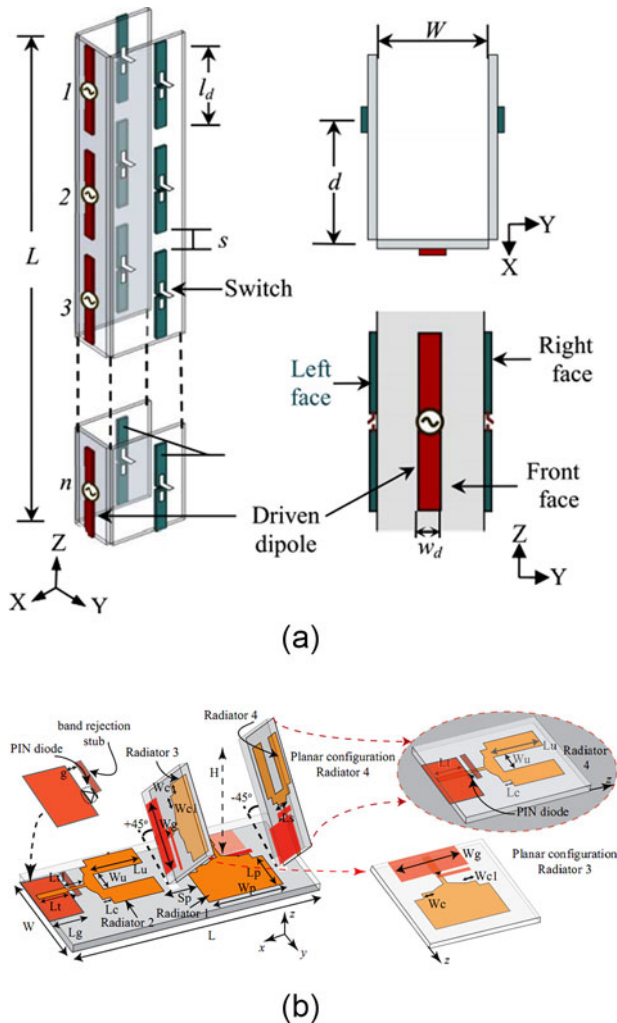 1
2
3
n
L
l_d
s
Switch
Driven dipole
Z
X
Y
W
d
Y
X
Left face
Right face
Front face
w_d
Z
Y
(a)
band rejection stub
PIN diode
g
Radiator 3
Wc
Wc1
Wg
+45°
H
Radiator 4
-45°
Ls
Lt
Lu
Wu
Lc
Radiator 2
Lg
W
Sp
Radiator 1
Lp
Wp
L
x
y
z
Lt
Lu
Wu
Lc
Radiator 4
PIN diode
z
Planar configuration
Radiator 4
Wg
Planar configuration
Radiator 3
Wc
Wc1
z
(b)